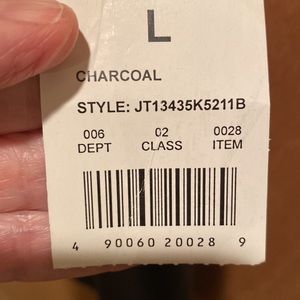 L
CHARCOAL
STYLE: JT13435K5211B
006 02 0028
DEPT CLASS ITEM
4 90060 20028 9